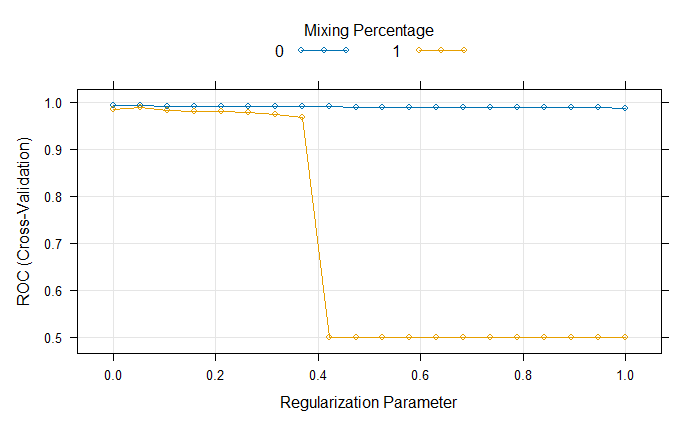 Mixing Percentage
0 1
1.0
0.9
0.8
0.7
0.6
0.5
ROC (Cross-Validation)
0.0 0.2 0.4 0.6 0.8 1.0
Regularization Parameter